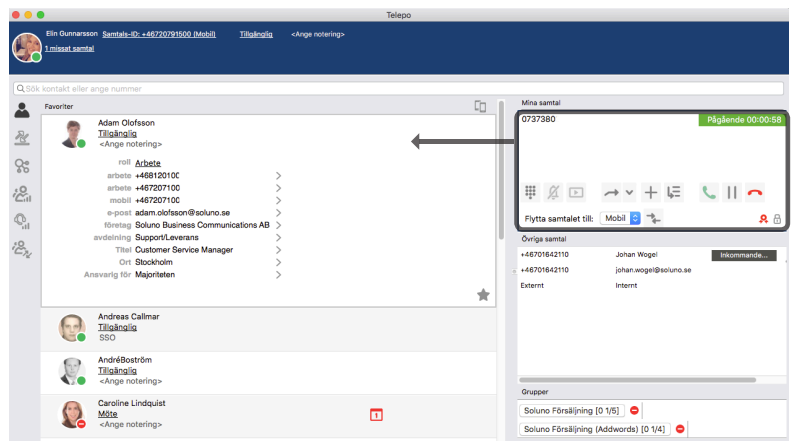 Telepo
Elin Gunnarsson Samtals-ID: +46720791500 (Mobil) Tillgänglig <Ange notering>
1 missat samtal
Sök kontakt eller ange nummer
Favoriter
Adam Olofsson
Tillgänglig
<Ange notering>
roll Arbete
arbete +468120100
arbete +467207100
mobil +467207100
e-post adam.olofsson@soluno.se
företag Soluno Business Communications AB
avdelning Support/Leverans
Titel Customer Service Manager
Ort Stockholm
Ansvarig för Majoriteten
Andreas Callmar
Tillgänglig
SSO
AndréBoström
Tillgänglig
<Ange notering>
Caroline Lindquist
Möte
<Ange notering>
1
Mina samtal
0737380 Pågående 00:00:58
Flytta samtalet till: Mobil
Övriga samtal
+46701642110 Johan Wogel Inkommande...
+46701642110 johan.wogel@soluno.se
Externt Internt
Grupper
Soluno Försäljning [0 1/5]
Soluno Försäljning (Addwords) [0 1/4]